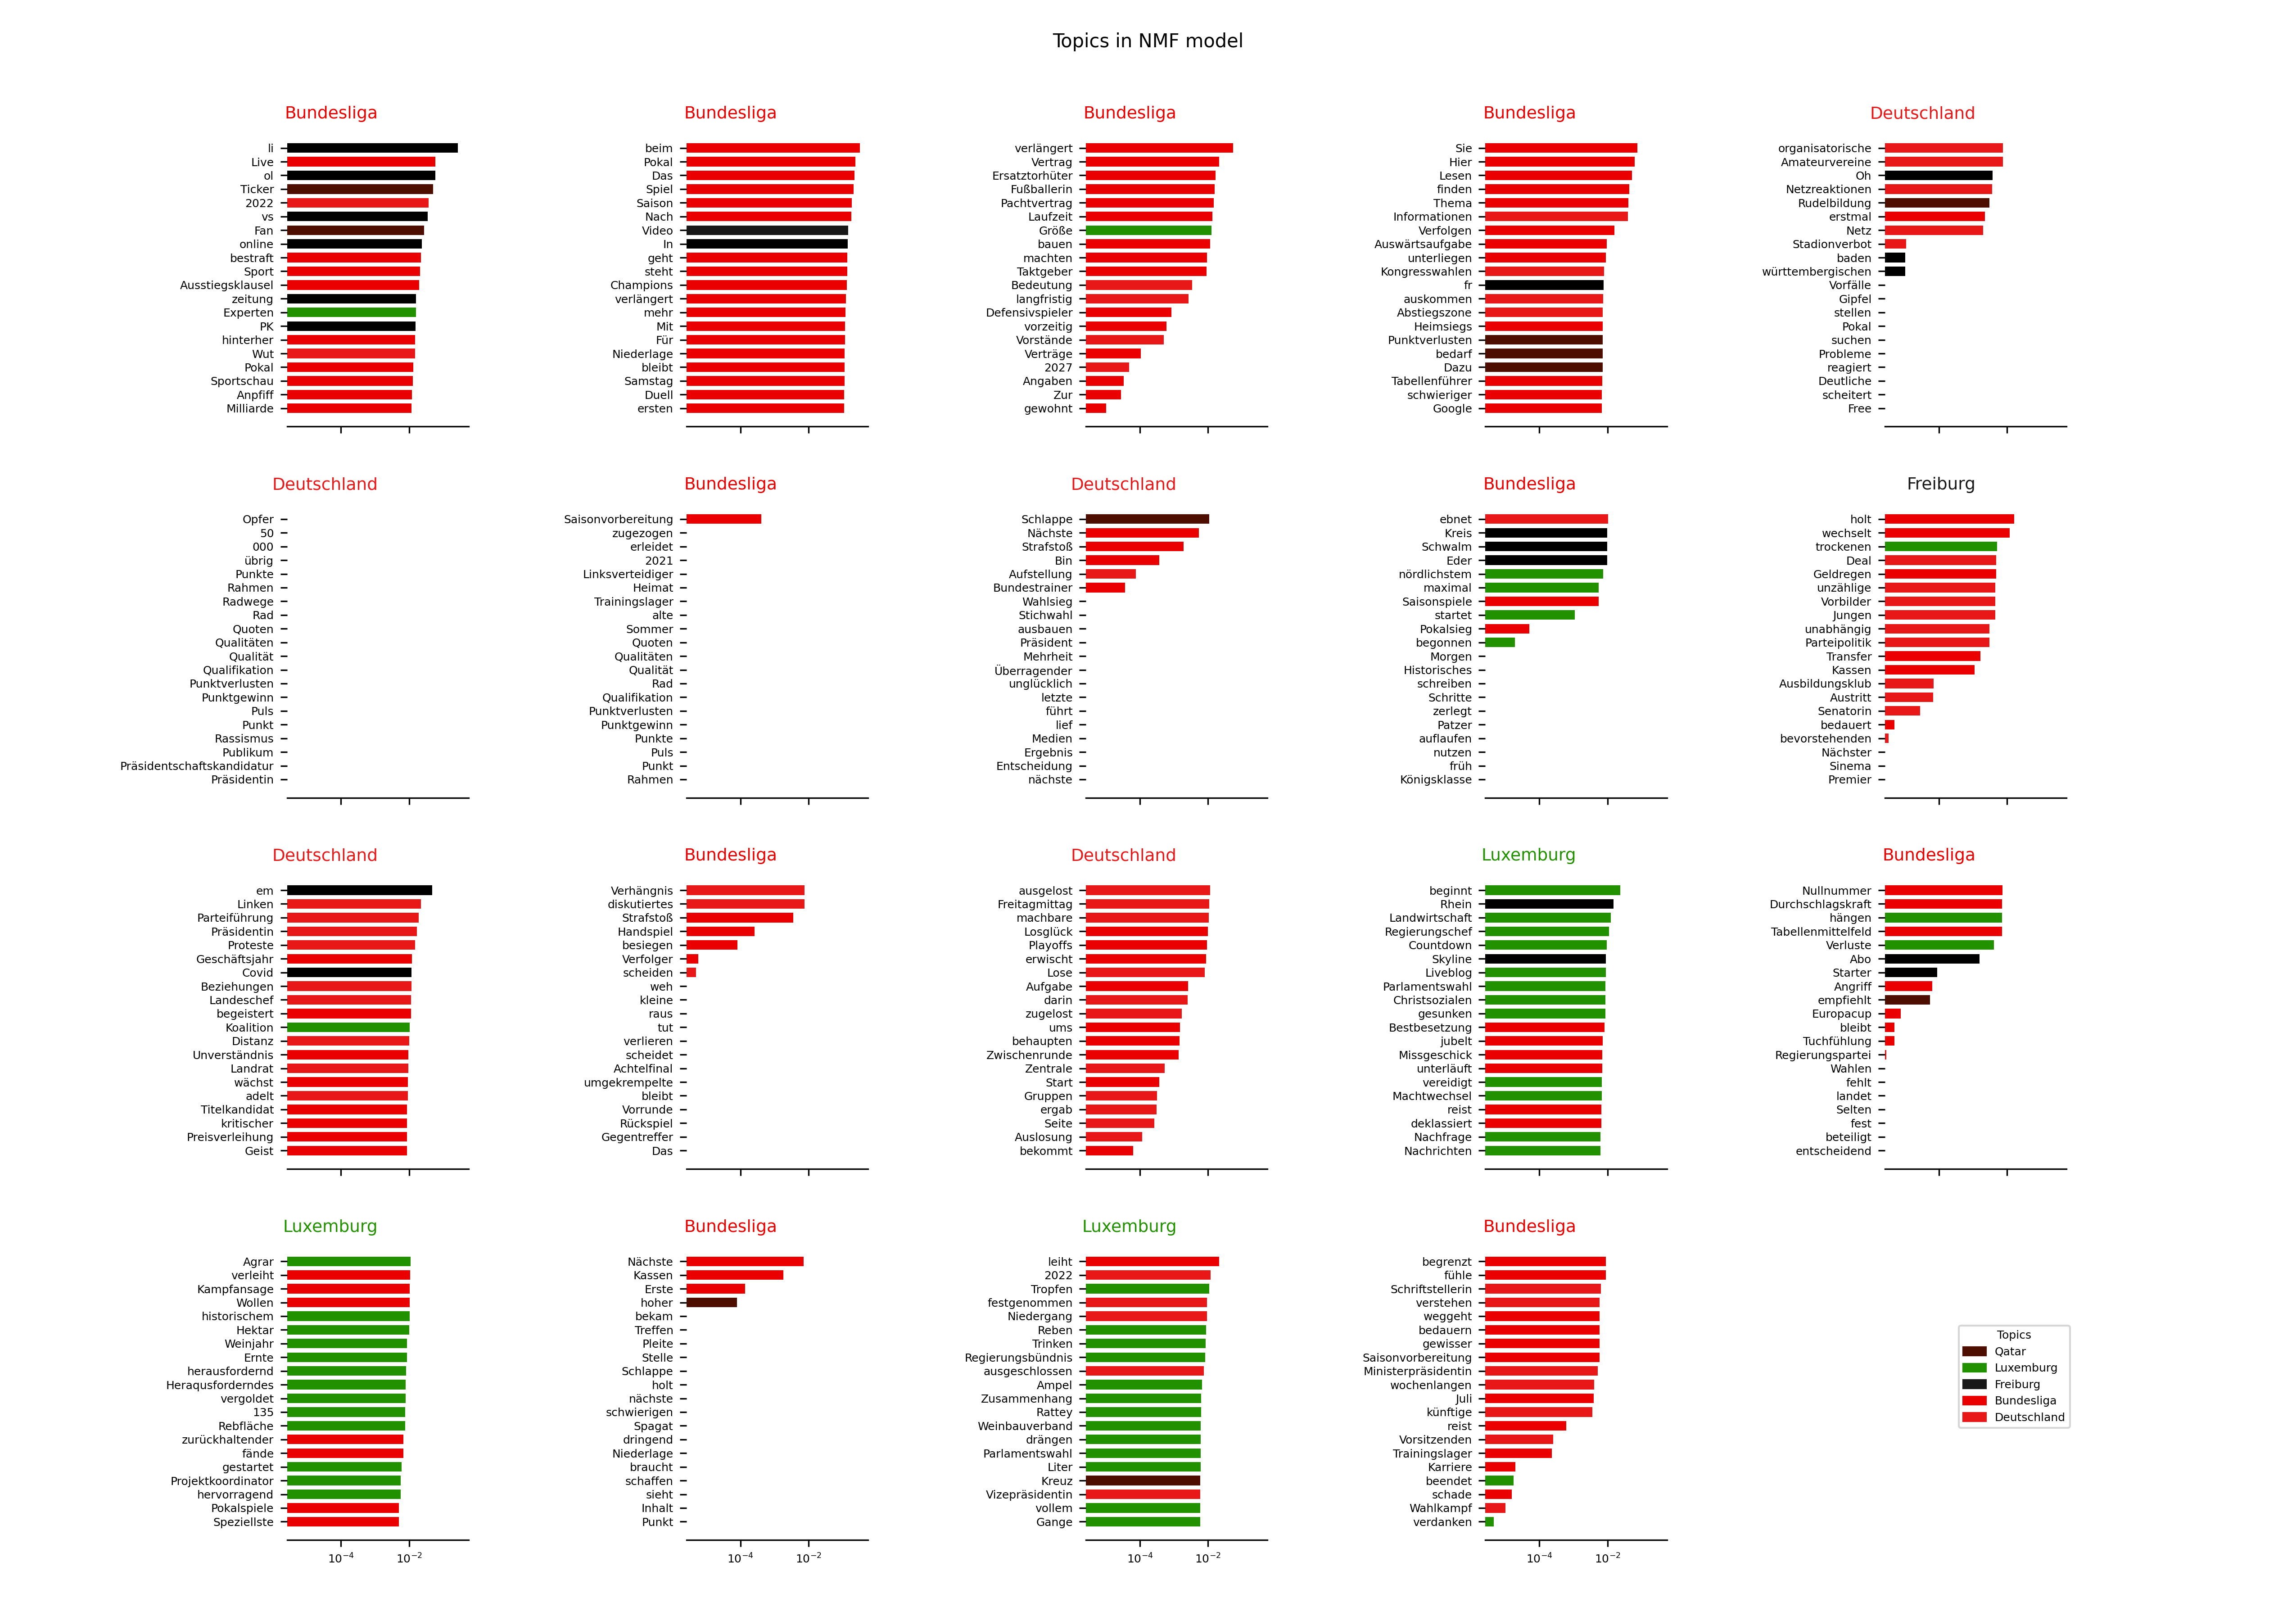 Topics in NMF model
Bundesliga
li
Live
ol
Ticker
2022
vs
Fan
online
bestraft
Sport
Ausstiegsklausel
zeitung
Experten
PK
hinterher
Wut
Pokal
Sportschau
Anpfiff
Milliarde
Bundesliga
beim
Pokal
Das
Spiel
Saison
Nach
Video
In
geht
steht
Champions
verlängert
mehr
Mit
Für
Niederlage
bleibt
Samstag
Duell
ersten
Bundesliga
verlängert
Vertrag
Ersatztorhüter
Fußballerin
Pachtvertrag
Laufzeit
Größe
bauen
machten
Taktgeber
Bedeutung
langfristig
Defensivspieler
vorzeitig
Vorstände
Verträge
2027
Angaben
Zur
gewohnt
Bundesliga
Sie
Hier
Lesen
finden
Thema
Informationen
Verfolgen
Auswärtsaufgabe
unterliegen
Kongresswahlen
fr
auskommen
Abstiegszone
Heimsiegs
Punktverlusten
bedarf
Dazu
Tabellenführer
schwieriger
Google
Deutschland
organisatorische
Amateurvereine
Oh
Netzreaktionen
Rudelbildung
erstmal
Netz
Stadionverbot
baden
württembergischen
Vorfälle
Gipfel
stellen
Pokal
suchen
Probleme
reagiert
Deutliche
scheitert
Free
Deutschland
Opfer
50
000
übrig
Punkte
Rahmen
Radwege
Rad
Quoten
Qualitäten
Qualität
Qualifikation
Punktverlusten
Punktgewinn
Puls
Punkt
Rassismus
Publikum
Präsidentschaftskandidatur
Präsidentin
Bundesliga
Saisonvorbereitung
zugezogen
erleidet
2021
Linksverteidiger
Heimat
Trainingslager
alte
Sommer
Quoten
Qualitäten
Qualität
Rad
Qualifikation
Punktverlusten
Punktgewinn
Punkte
Puls
Punkt
Rahmen
Deutschland
Schlappe
Nächste
Strafstoß
Bin
Aufstellung
Bundestrainer
Wahlsieg
Stichwahl
ausbauen
Präsident
Mehrheit
Überragender
unglücklich
letzte
führt
lief
Medien
Ergebnis
Entscheidung
nächste
Bundesliga
ebnet
Kreis
Schwalm
Eder
nördlichstem
maximal
Saisonspiele
startet
Pokalsieg
begonnen
Morgen
Historisches
schreiben
Schritte
zerlegt
Patzer
auflaufen
nutzen
früh
Königsklasse
Freiburg
holt
wechselt
trockenen
Deal
Geldregen
unzählige
Vorbilder
Jungen
unabhängig
Parteipolitik
Transfer
Kassen
Ausbildungsklub
Austritt
Senatorin
bedauert
bevorstehenden
Nächster
Sinema
Premier
Deutschland
em
Linken
Parteiführung
Präsidentin
Proteste
Geschäftsjahr
Covid
Beziehungen
Landeschef
begeistert
Koalition
Distanz
Unverständnis
Landrat
wächst
adelt
Titelkandidat
kritischer
Preisverleihung
Geist
Bundesliga
Verhängnis
diskutiertes
Strafstoß
Handspiel
besiegen
Verfolger
scheiden
weh
kleine
raus
tut
verlieren
scheidet
Achtelfinal
umgekrempelte
bleibt
Vorrunde
Rückspiel
Gegentreffer
Das
Deutschland
ausgelost
Freitagmittag
machbare
Losglück
Playoffs
erwischt
Lose
Aufgabe
darin
zugelost
ums
behaupten
Zwischenrunde
Zentrale
Start
Gruppen
ergab
Seite
Auslosung
bekommt
Luxemburg
beginnt
Rhein
Landwirtschaft
Regierungschef
Countdown
Skyline
Liveblog
Parlamentswahl
Christsozialen
gesunken
Bestbesetzung
jubelt
Missgeschick
unterläuft
vereidigt
Machtwechsel
reist
deklassiert
Nachfrage
Nachrichten
Bundesliga
Nullnummer
Durchschlagskraft
hängen
Tabellenmittelfeld
Verluste
Abo
Starter
Angriff
empfiehlt
Europacup
bleibt
Tuchfühlung
Regierungspartei
Wahlen
fehlt
landet
Selten
fest
beteiligt
entscheidend
Luxemburg
Agrar
verleiht
Kampfansage
Wollen
historischem
Hektar
Weinjahr
Ernte
herausfordernd
Heraqusforderndes
vergoldet
135
Rebfläche
zurückhaltender
fände
gestartet
Projektkoordinator
hervorragend
Pokalspiele
Speziellste
10⁻⁴ 10⁻²
Bundesliga
Nächste
Kassen
Erste
hoher
bekam
Treffen
Pleite
Stelle
Schlappe
holt
nächste
schwierigen
Spagat
dringend
Niederlage
braucht
schaffen
sieht
Inhalt
Punkt
10⁻⁴ 10⁻²
Luxemburg
leiht
2022
Tropfen
festgenommen
Niedergang
Reben
Trinken
Regierungsbündnis
ausgeschlossen
Ampel
Zusammenhang
Rattey
Weinbauverband
drängen
Parlamentswahl
Liter
Kreuz
Vizepräsidentin
vollem
Gange
10⁻⁴ 10⁻²
Bundesliga
begrenzt
fühle
Schriftstellerin
verstehen
weggeht
bedauern
gewisser
Saisonvorbereitung
Ministerpräsidentin
wochenlangen
Juli
künftige
reist
Vorsitzenden
Trainingslager
Karriere
beendet
schade
Wahlkampf
verdanken
10⁻⁴ 10⁻²
Topics
Qatar
Luxemburg
Freiburg
Bundesliga
Deutschland